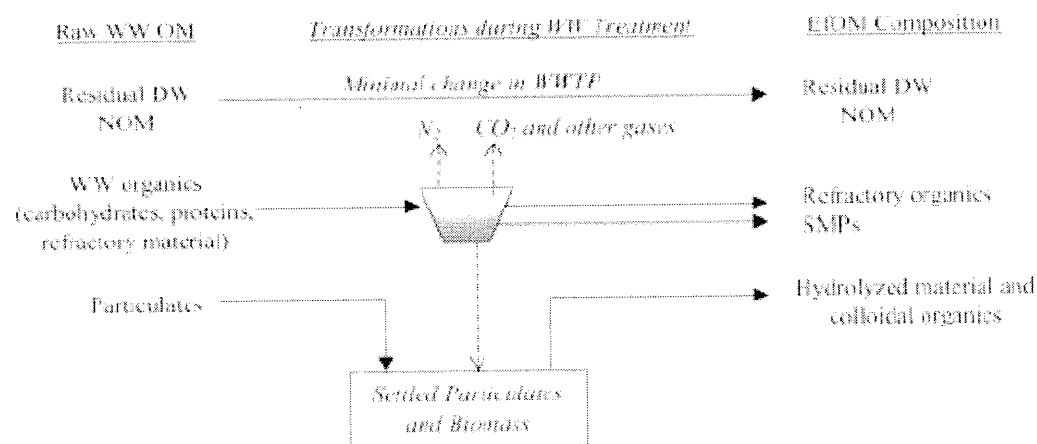 Raw WW OM
Transformations during WW Treatment
EfOM Composition
Residual DW
NOM
Minimal change in WWTP
Residual DW
NOM
N2
CO2 and other gases
WW organics
(carbohydrates, proteins,
refractory material)
Refractory organics
SMPs
Particulates
Hydrolyzed material and
colloidal organics
Settled Particulates
and Biomass